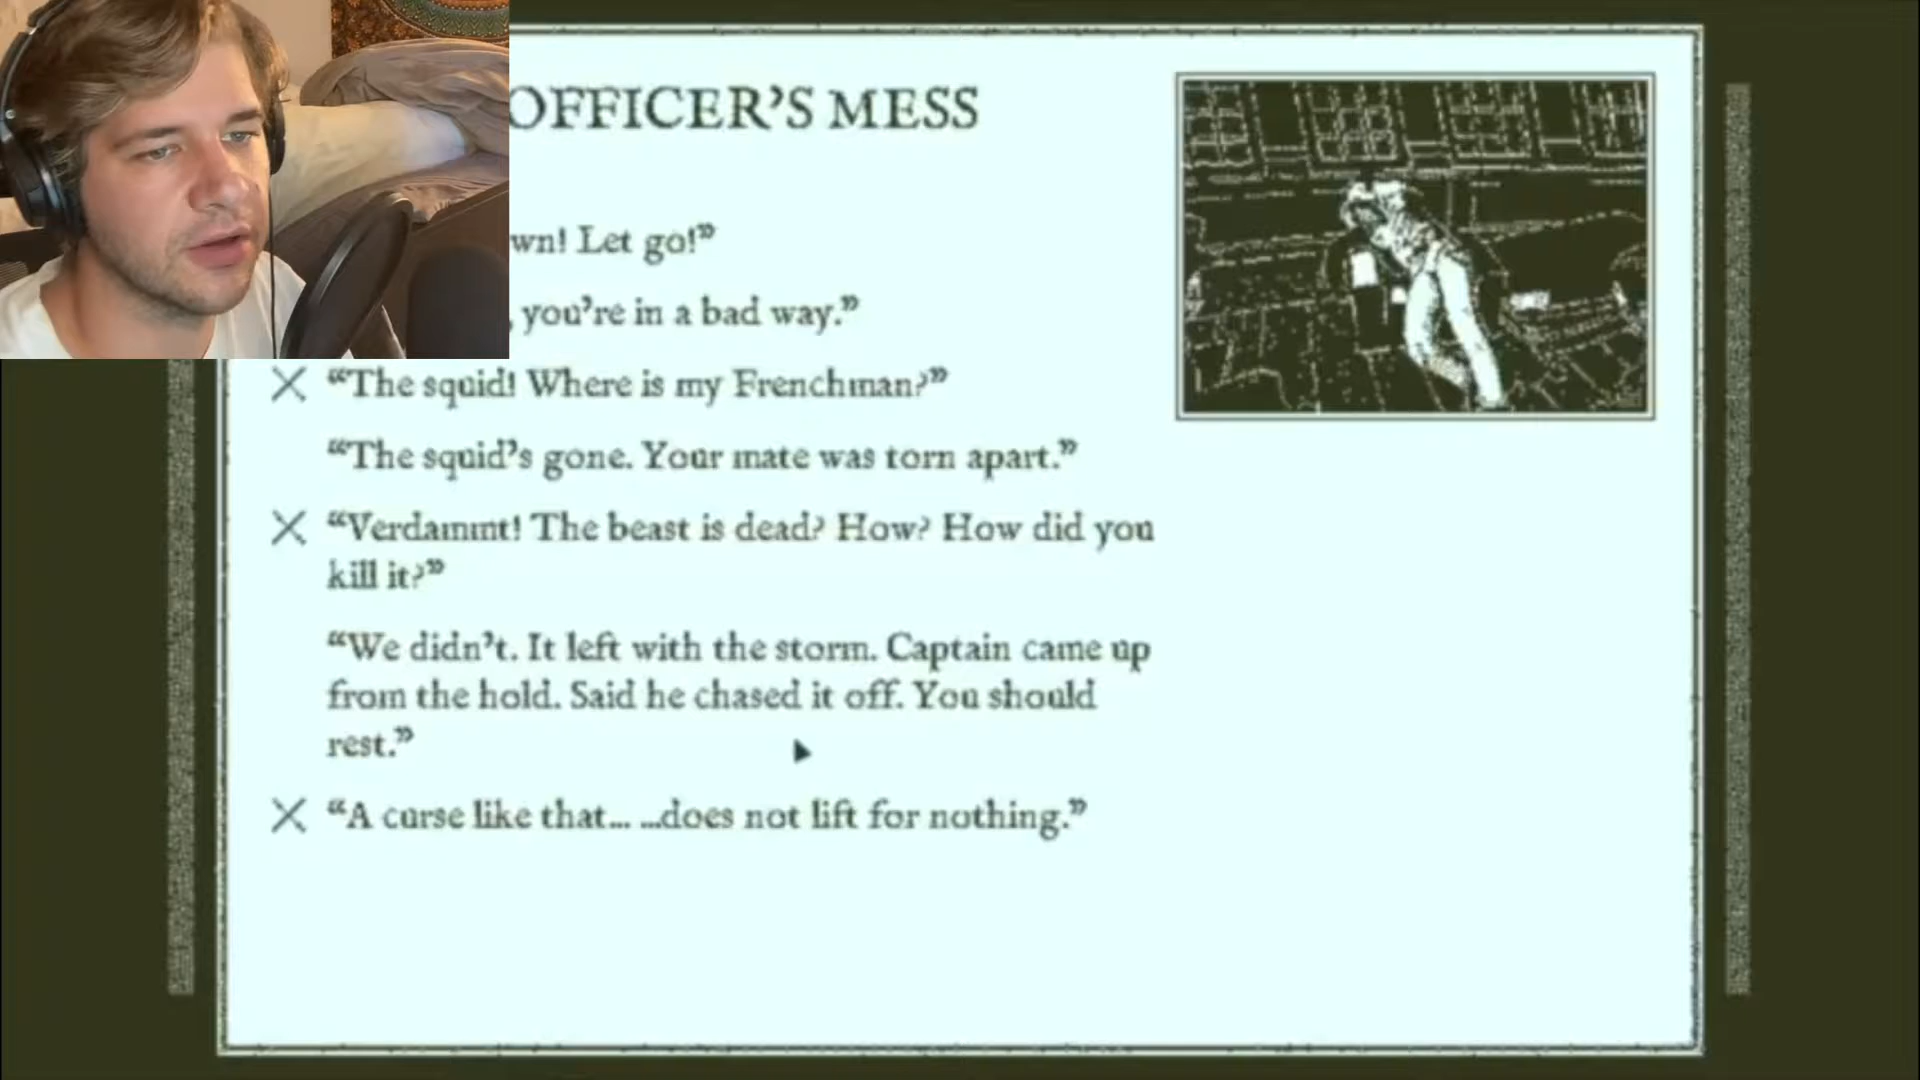 OFFICER'S MESS
wn! Let go!”
, you're in a bad way.”
“The squid! Where is my Frenchman?”
“The squid's gone. Your mate was torn apart.”
“Verdammt! The beast is dead? How? How did you
kill it?”
“We didn't. It left with the storm. Captain came up
from the hold. Said he chased it off. You should
rest.”
“A curse like that... ...does not lift for nothing.”